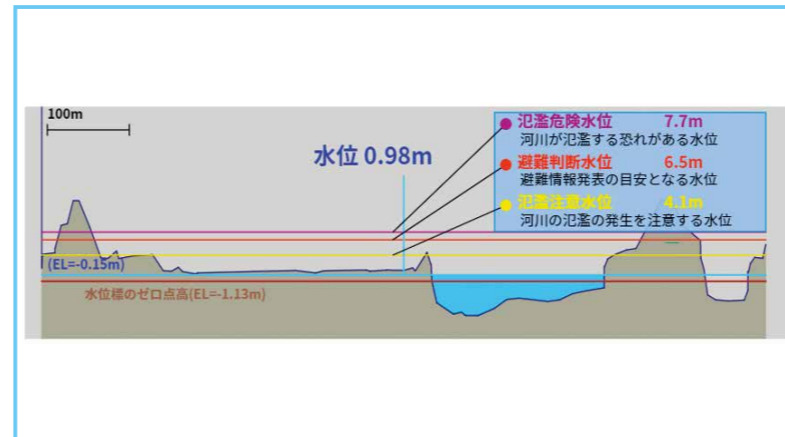 100m
水位 0.98m
氾濫危険水位 7.7m
河川が氾濫する恐れがある水位
避難判断水位 6.5m
避難情報発表の目安となる水位
氾濫注意水位 4.1m
河川の氾濫の発生を注意する水位
(EL=-0.15m)
水位標のゼロ点高(EL=-1.13m)